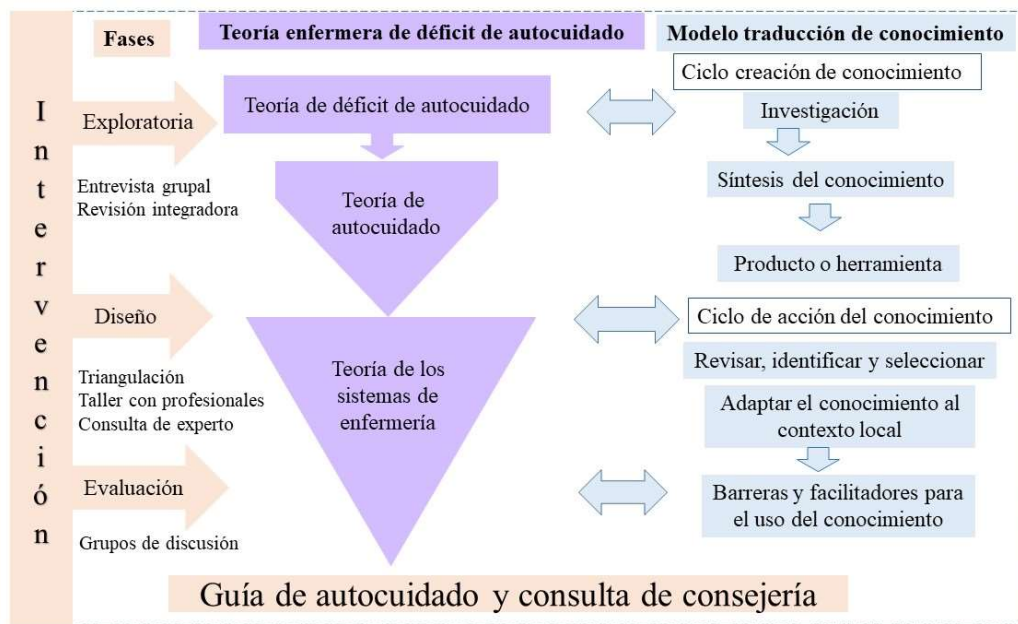 Intervención
Fases
Teoría enfermera de déficit de autocuidado
Modelo traducción de conocimiento
Exploratoria
Entrevista grupal
Revisión integradora
Teoría de déficit de autocuidado
Teoría de
autocuidado
Ciclo creación de conocimiento
Investigación
Síntesis del conocimiento
Producto o herramienta
Diseño
Triangulación
Taller con profesionales
Consulta de experto
Teoría de los
sistemas de
enfermería
Ciclo de acción del conocimiento
Revisar, identificar y seleccionar
Adaptar el conocimiento al
contexto local
Evaluación
Grupos de discusión
Barreras y facilitadores para
el uso del conocimiento
Guía de autocuidado y consulta de consejería